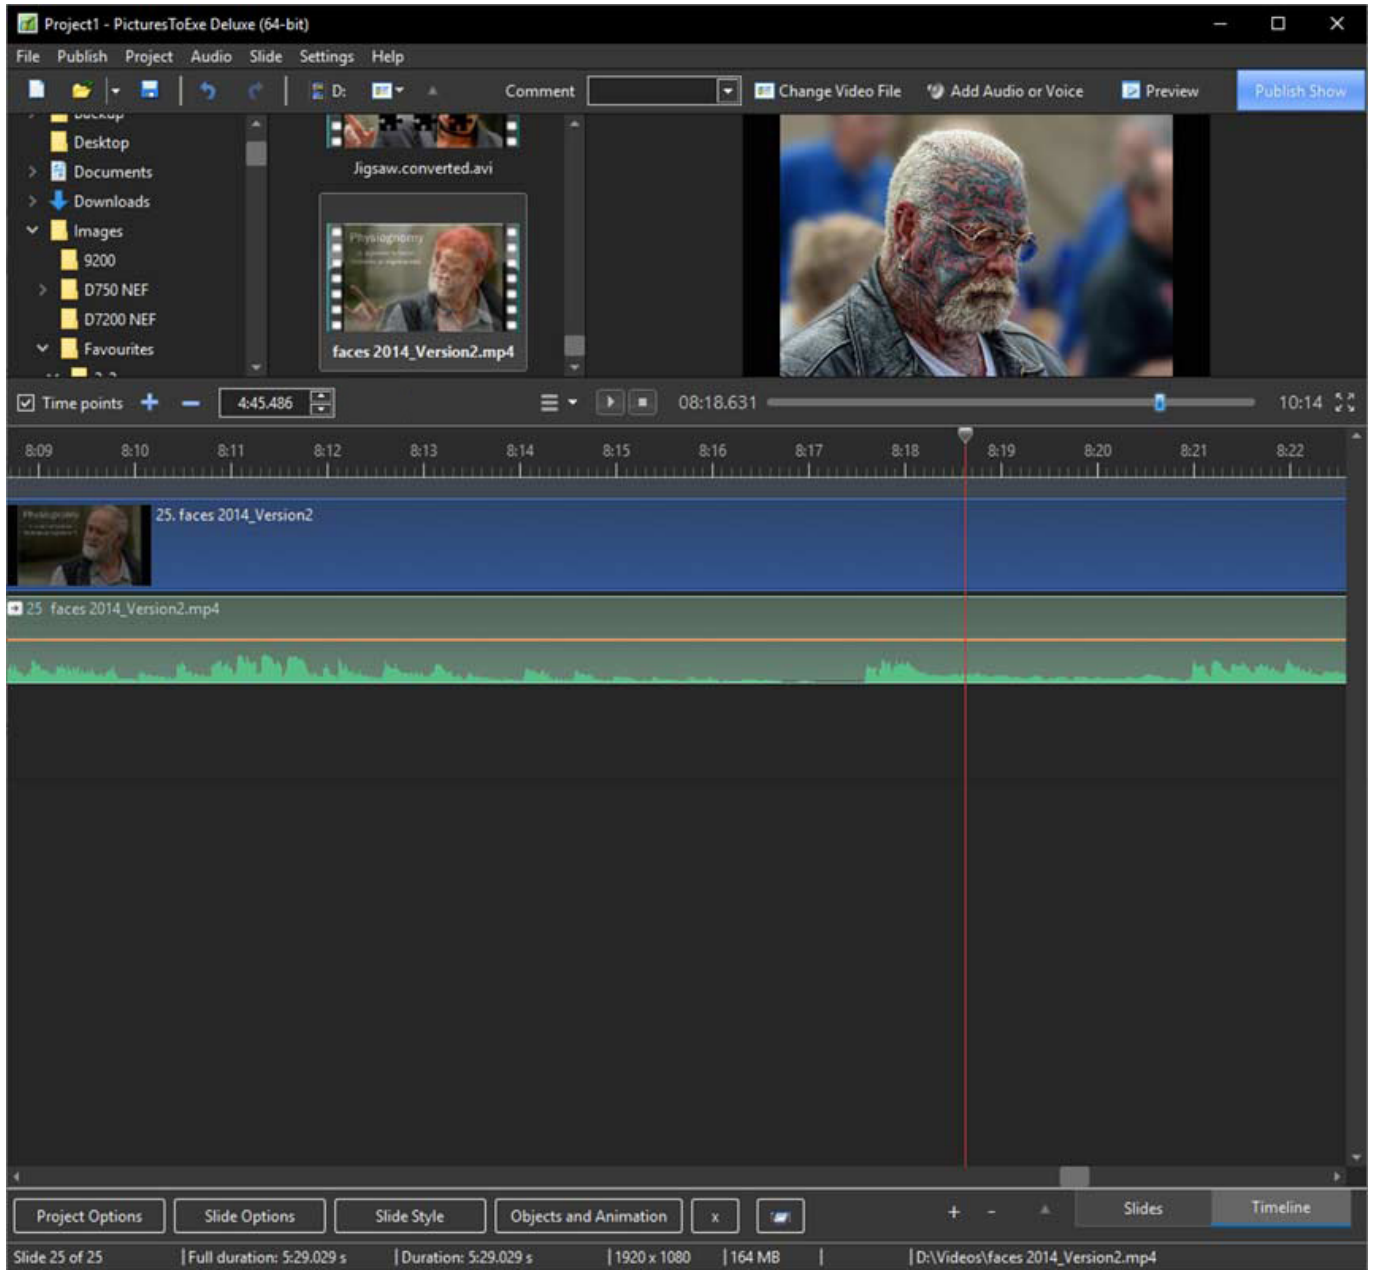 Project1 - PicturesToExe Deluxe (64-bit)
File Publish Project Audio Slide Settings Help
D: Comment Change Video File Add Audio or Voice Preview Publish Show
Backup
Desktop
Documents
Downloads
Images
9200
D750 NEF
D7200 NEF
Favourites
Jigsaw.converted.avi
Physiognomy
faces 2014_Version2.mp4
Time points 4:45.486 08:18.631 10:14
8:09 8:10 8:11 8:12 8:13 8:14 8:15 8:16 8:17 8:18 8:19 8:20 8:21 8:22
Physiognomy
25. faces 2014_Version2
25 faces 2014_Version2.mp4
Project Options Slide Options Slide Style Objects and Animation x + - Slides Timeline
Slide 25 of 25 | Full duration: 5:29.029 s | Duration: 5:29.029 s | 1920 x 1080 | 164 MB | | D:\Videos\faces 2014_Version2.mp4